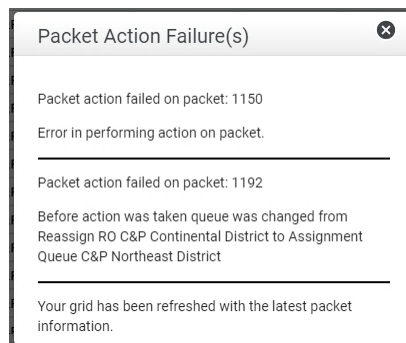 Packet Action Failure(s)
Packet action failed on packet: 1150
Error in performing action on packet.
Packet action failed on packet: 1192
Before action was taken queue was changed from
Reassign RO C&P Continental District to Assignment
Queue C&P Northeast District
Your grid has been refreshed with the latest packet
information.